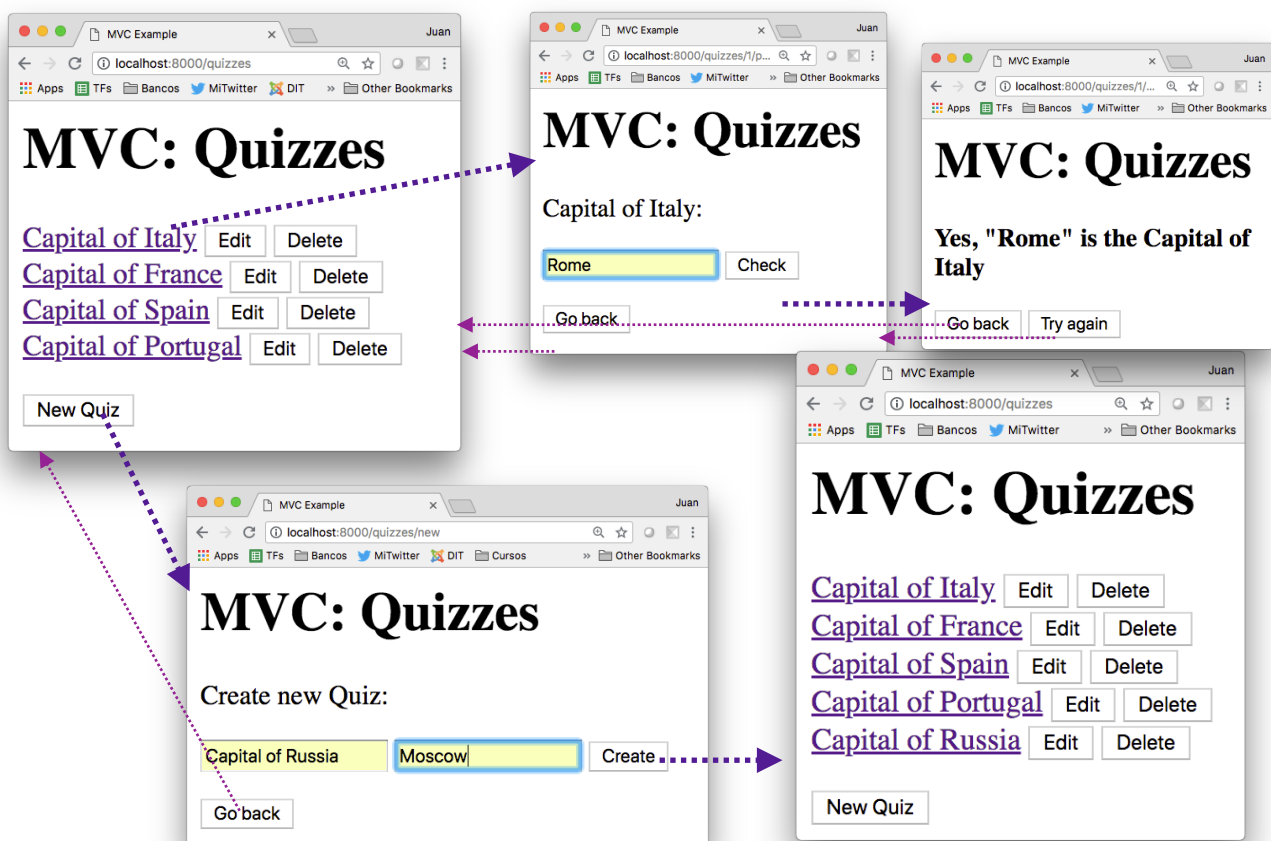 MVC Example
Juan
localhost:8000/quizzes
Apps TFs Bancos MiTwitter DIT » Other Bookmarks
MVC: Quizzes
Capital of Italy Edit Delete
Capital of France Edit Delete
Capital of Spain Edit Delete
Capital of Portugal Edit Delete
New Quiz
MVC Example
Juan
localhost:8000/quizzes/1/p...
Apps TFs Bancos MiTwitter » Other Bookmarks
MVC: Quizzes
Capital of Italy:
Rome Check
Go back
MVC Example
Juan
localhost:8000/quizzes/1/...
Apps TFs Bancos MiTwitter » Other Bookmarks
MVC: Quizzes
Yes, "Rome" is the Capital of
Italy
Go back Try again
MVC Example
Juan
localhost:8000/quizzes/new
Apps TFs Bancos MiTwitter DIT Cursos » Other Bookmarks
MVC: Quizzes
Create new Quiz:
Capital of Russia Moscow Create
Go back
MVC Example
Juan
localhost:8000/quizzes
Apps TFs Bancos MiTwitter » Other Bookmarks
MVC: Quizzes
Capital of Italy Edit Delete
Capital of France Edit Delete
Capital of Spain Edit Delete
Capital of Portugal Edit Delete
Capital of Russia Edit Delete
New Quiz